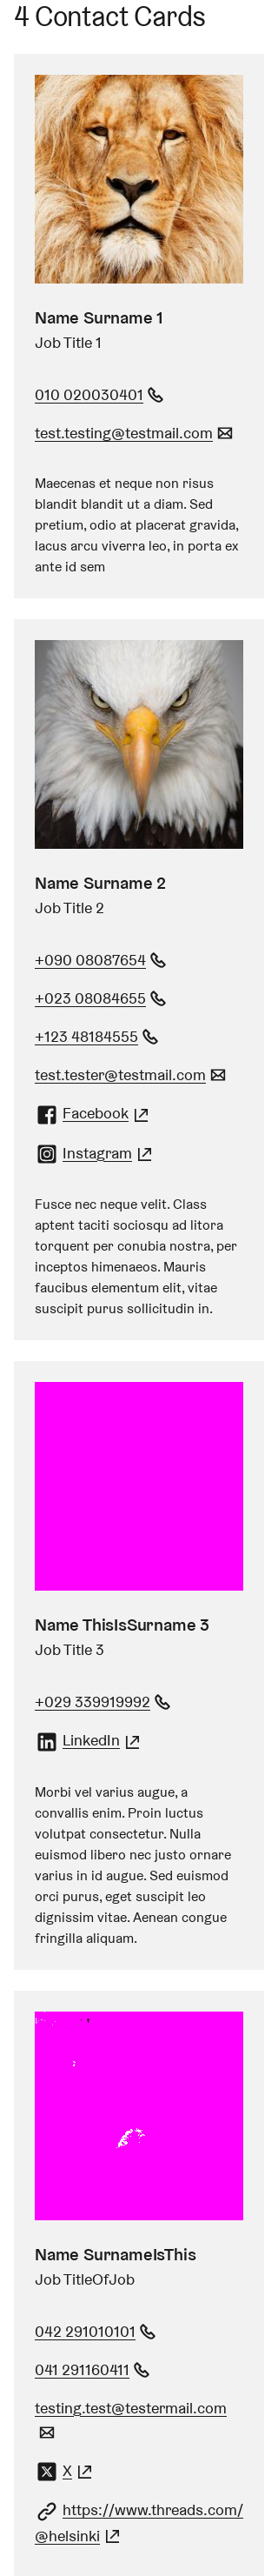 4 Contact Cards
Name Surname 1
Job Title 1
010 020030401
test.testing@testmail.com
Maecenas et neque non risus
blandit blandit ut a diam. Sed
pretium, odio at placerat gravida,
lacus arcu viverra leo, in porta ex
ante id sem
Name Surname 2
Job Title 2
+090 08087654
+023 08084655
+123 48184555
test.tester@testmail.com
Facebook
Instagram
Fusce nec neque velit. Class
aptent taciti sociosqu ad litora
torquent per conubia nostra, per
inceptos himenaeos. Mauris
faucibus elementum elit, vitae
suscipit purus sollicitudin in.
Name ThisIsSurname 3
Job Title 3
+029 339919992
LinkedIn
Morbi vel varius augue, a
convallis enim. Proin luctus
volutpat consectetur. Nulla
euismod libero nec justo ornare
varius in id augue. Sed euismod
orci purus, eget suscipit leo
dignissim vitae. Aenean congue
fringilla aliquam.
Name SurnameIsThis
Job TitleOfJob
042 291010101
041 291160411
testing.test@testermail.com
X
https://www.threads.com/
@helsinki